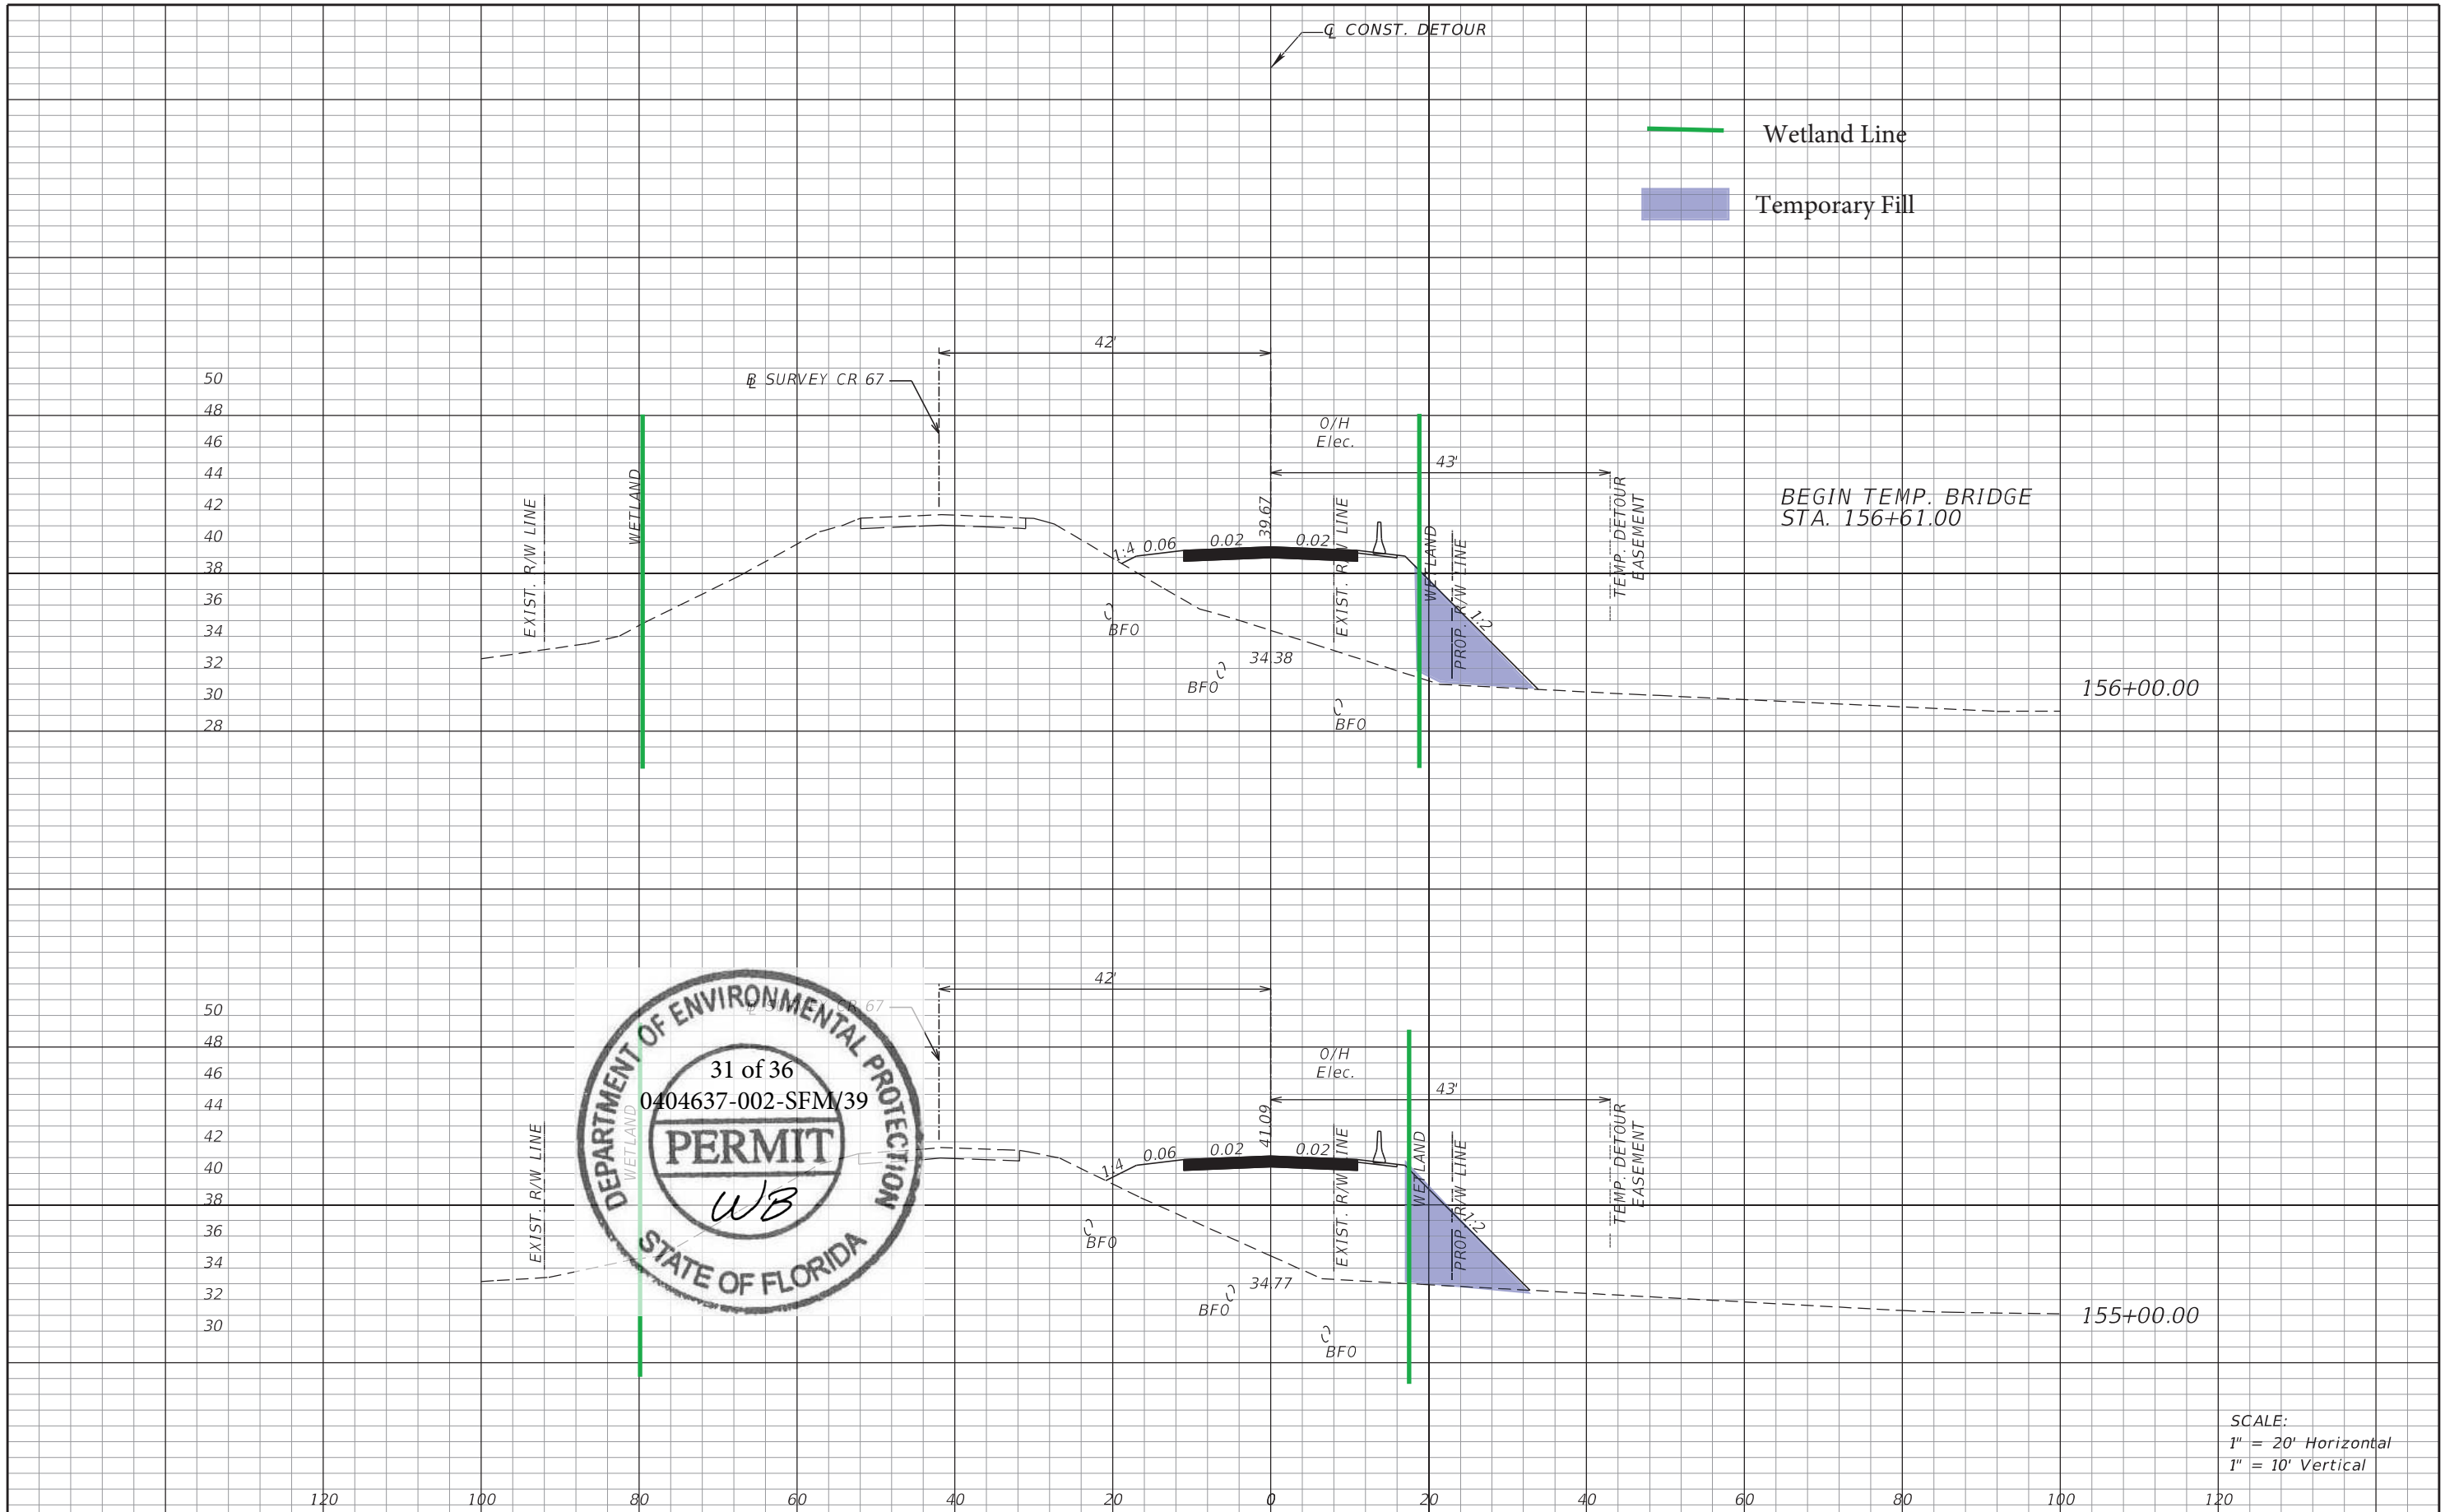 ℄ CONST. DETOUR
Wetland Line
Temporary Fill
42'
50
℄ SURVEY CR 67
48
46
O/H
Elec.
44
43'
42
40
38
36
34
32
30
28
EXIST. R/W LINE
WETLAND
1:4
0.06
0.02
39.67
0.02
EXIST. R/W LINE
WETLAND
PROP. R/W LINE
1:2
TEMP. DETOUR
EASEMENT
BEGIN TEMP. BRIDGE
STA. 156+61.00
BFO
34.38
BFO
BFO
156+00.00
42'
50
℄ SURVEY CR 67
48
46
O/H
Elec.
44
43'
42
40
38
36
34
32
30
DEPARTMENT OF ENVIRONMENTAL PROTECTION
31 of 36
0404637-002-SFM/39
PERMIT
WB
STATE OF FLORIDA
EXIST. R/W LINE
WETLAND
1:4
0.06
0.02
41.09
0.02
EXIST. R/W LINE
WETLAND
PROP. R/W LINE
1:2
TEMP. DETOUR
EASEMENT
BFO
34.77
BFO
BFO
155+00.00
SCALE:
1" = 20' Horizontal
1" = 10' Vertical
120 100 80 60 40 20 0 20 40 60 80 100 120